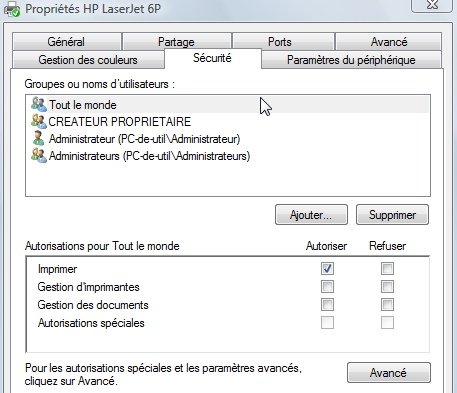 Propriétés HP LaserJet 6P
Général Partage Ports Avancé
Gestion des couleurs Sécurité Paramètres du périphérique
Groupes ou noms d'utilisateurs :
Tout le monde
CREATEUR PROPRIETAIRE
Administrateur (PC-de-util\Administrateur)
Administrateurs (PC-de-util\Administrateurs)
Ajouter... Supprimer
Autorisations pour Tout le monde Autoriser Refuser
Imprimer
Gestion d'imprimantes
Gestion des documents
Autorisations spéciales
Pour les autorisations spéciales et les paramètres avancés,
cliquez sur Avancé. Avancé